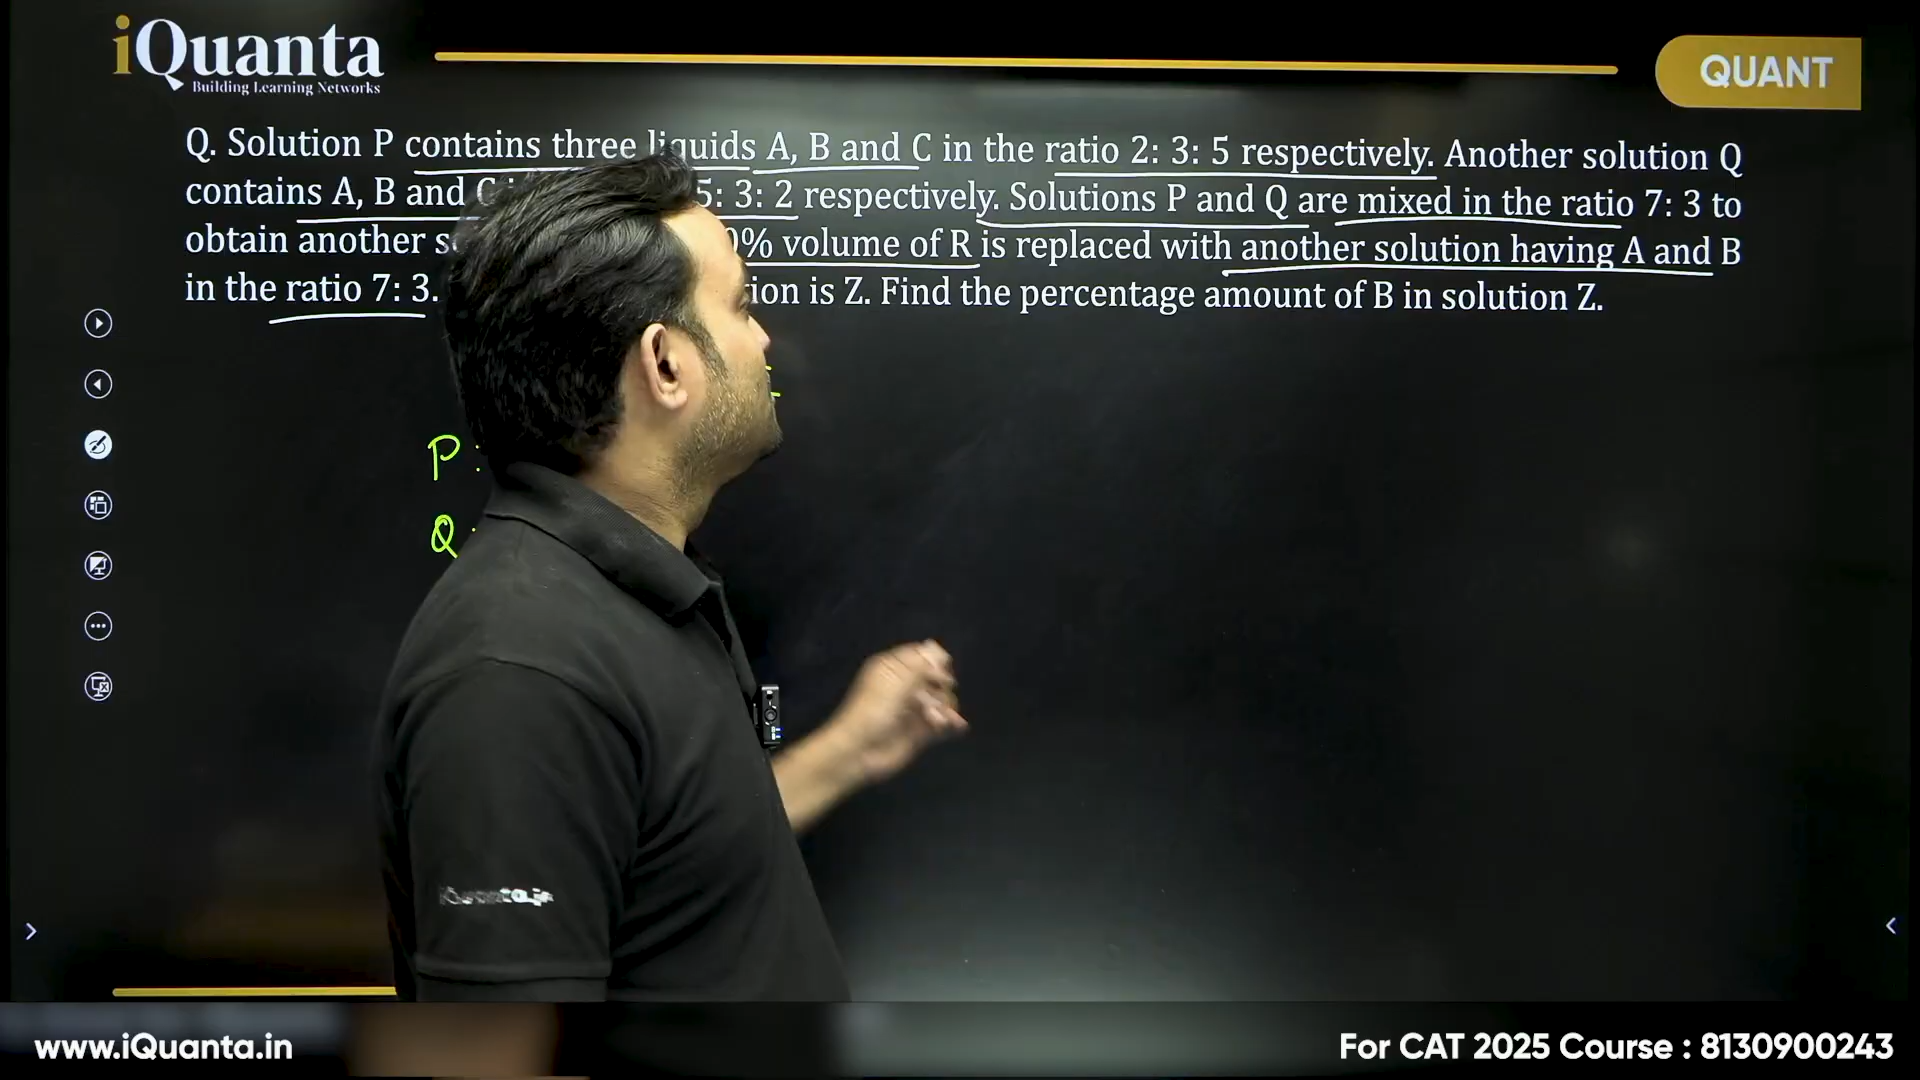 iQuanta
Building Learning Networks
QUANT
Q. Solution P contains three liquids A, B and C in the ratio 2: 3: 5 respectively. Another solution Q
contains A, B and C 5: 3: 2 respectively. Solutions P and Q are mixed in the ratio 7: 3 to
obtain another 0% volume of R is replaced with another solution having A and B
in the ratio 7: 3. is Z. Find the percentage amount of B in solution Z.
P:
Q:
www.iQuanta.in
For CAT 2025 Course : 8130900243